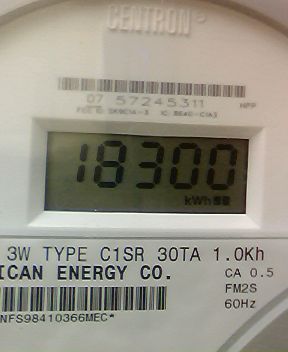 CENTRON®
07 57245311 HPP
18300
kWh
3W TYPE C1SR 30TA 1.0Kh
ICAN ENERGY CO. CA 0.5
FM2S
60Hz
NFS98410366MEC*